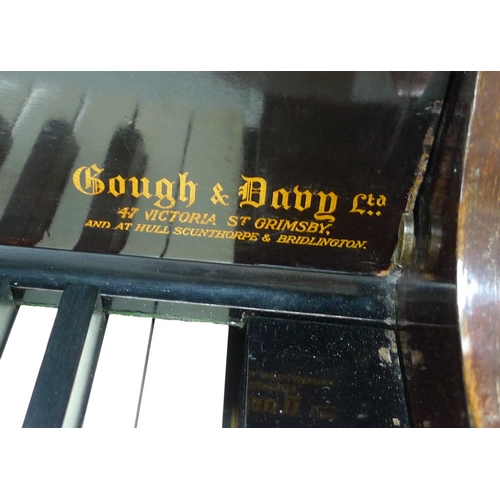 Gough & Davy Ltd.
47 VICTORIA ST GRIMSBY,
AND AT HULL SCUNTHORPE & BRIDLINGTON.